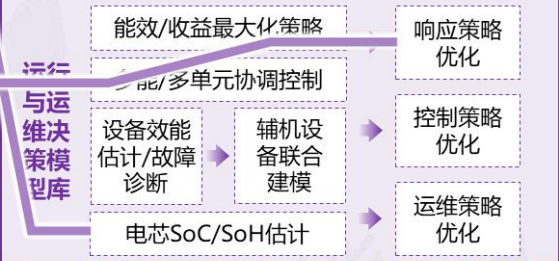 能效/收益最大化策略
多能/多单元协调控制
设备效能
估计/故障
诊断
辅机设
备联合
建模
电芯SoC/SoH估计
运行
与运
维决
策模
型库
响应策略
优化
控制策略
优化
运维策略
优化